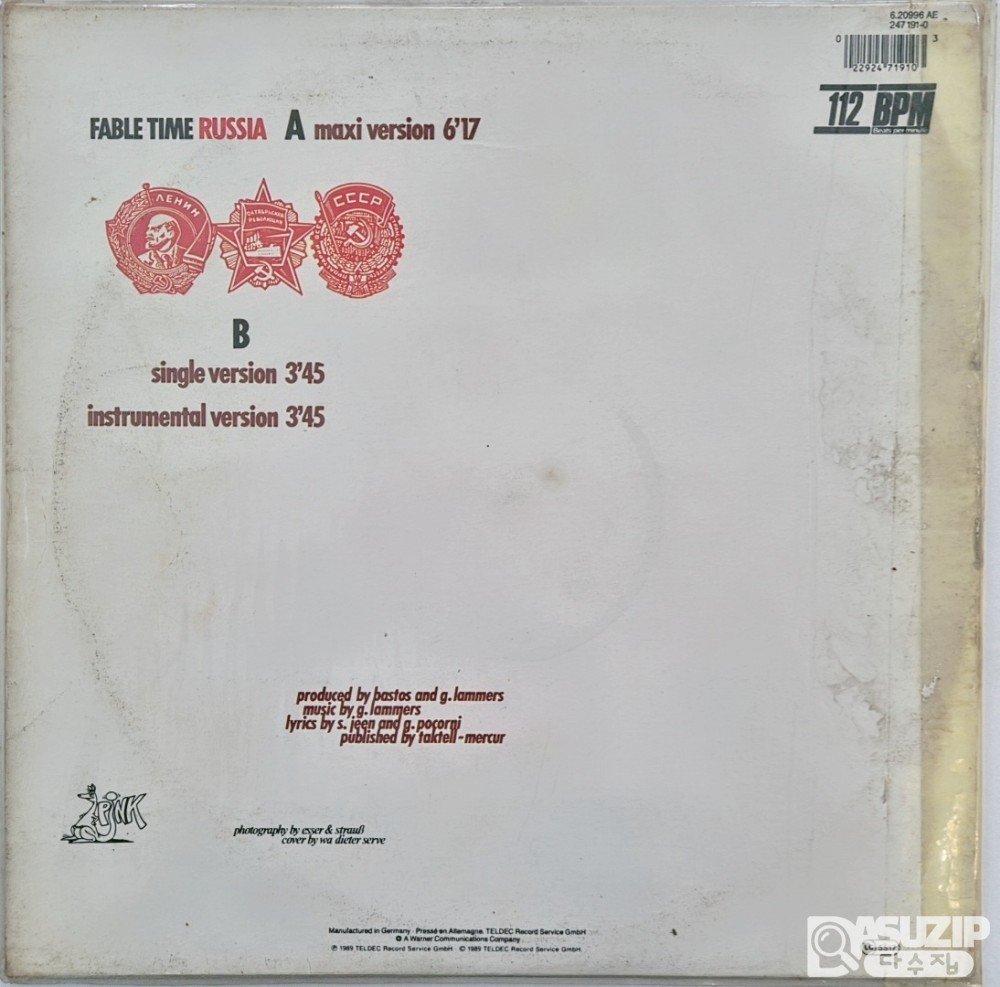 6.20996 AE
247 191-0
0 22924 71910 3
112 BPM
Beats per minute
FABLE TIME RUSSIA A maxi version 6'17
ЛЕНИН
ОКТЯБРЬСКАЯ
РЕВОЛЮЦИЯ
СССР
B
single version 3'45
instrumental version 3'45
produced by bastos and g. lammers
music by g. lammers
lyrics by s. jeen and g. pocorni
published by taktell-mercur
PINK
photography by esser & strauß
cover by wa dieter serve
Manufactured in Germany · Pressé en Allemagne. TELDEC Record Service GmbH
A Warner Communications Company
℗ 1989 TELDEC Record Service GmbH · © 1989 TELDEC Record Service GmbH
DASUZIP
다수집